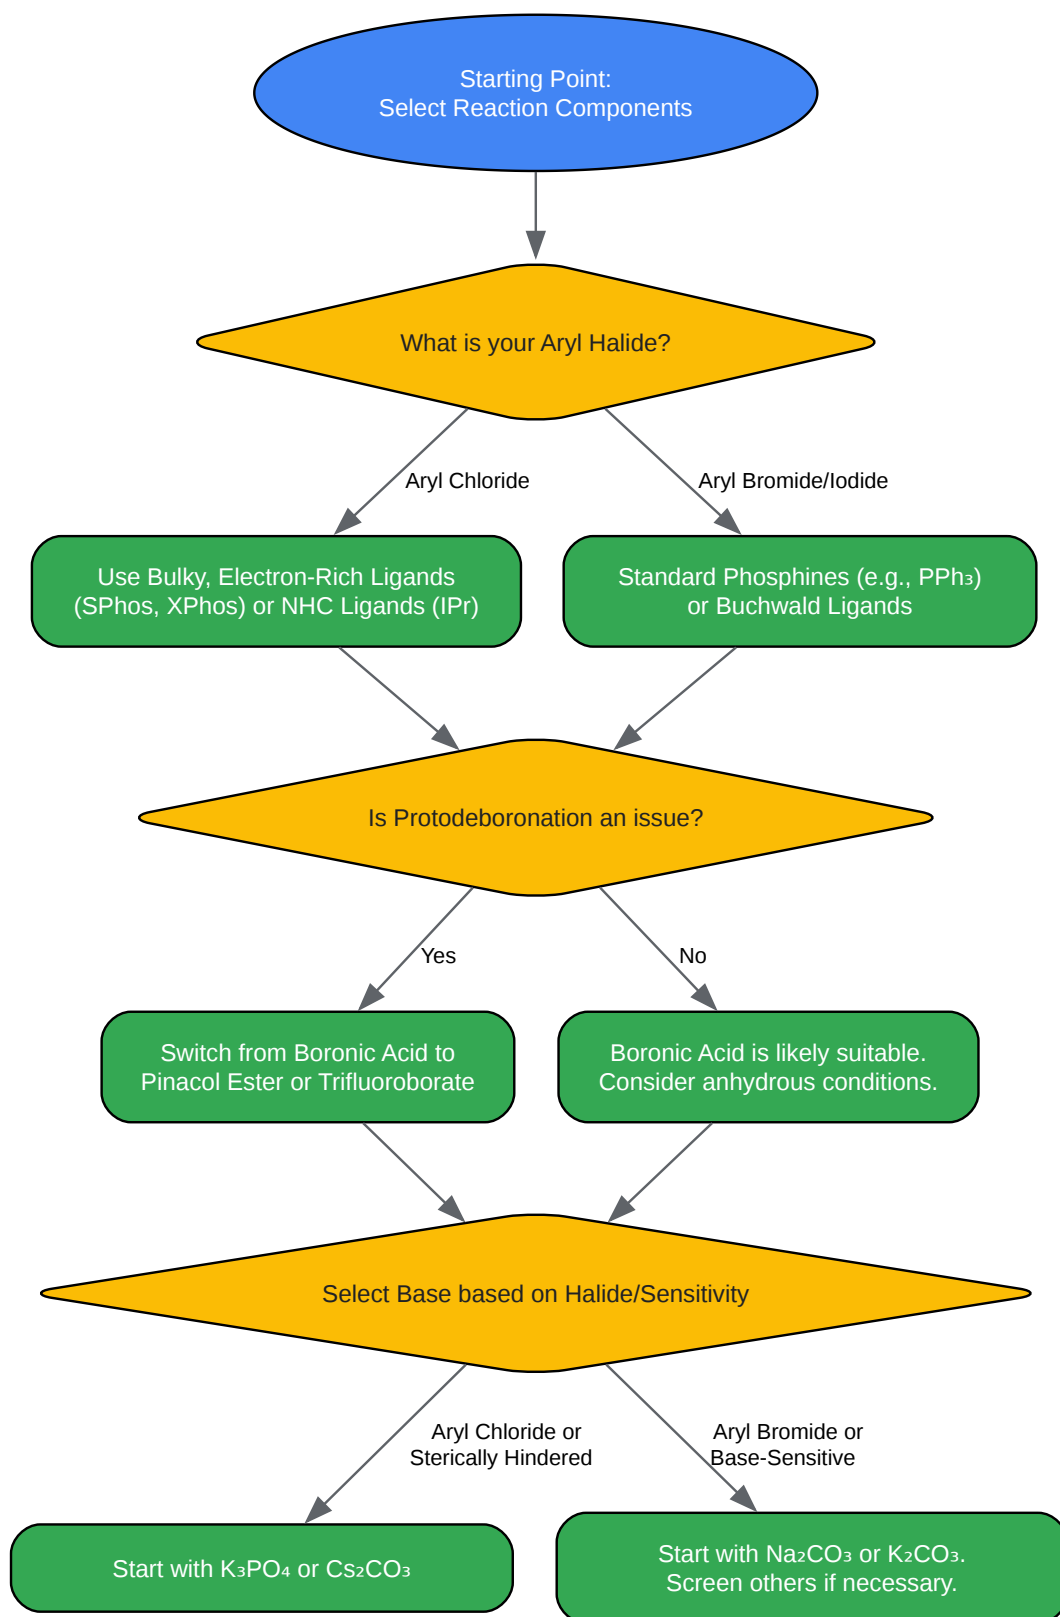 Starting Point:
Select Reaction Components
What is your Aryl Halide?
Aryl Chloride
Aryl Bromide/Iodide
Use Bulky, Electron-Rich Ligands
(SPhos, XPhos) or NHC Ligands (IPr)
Standard Phosphines (e.g., PPh₃)
or Buchwald Ligands
Is Protodeboronation an issue?
Yes
No
Switch from Boronic Acid to
Pinacol Ester or Trifluoroborate
Boronic Acid is likely suitable.
Consider anhydrous conditions.
Select Base based on Halide/Sensitivity
Aryl Chloride or
Sterically Hindered
Aryl Bromide or
Base-Sensitive
Start with K₃PO₄ or Cs₂CO₃
Start with Na₂CO₃ or K₂CO₃.
Screen others if necessary.